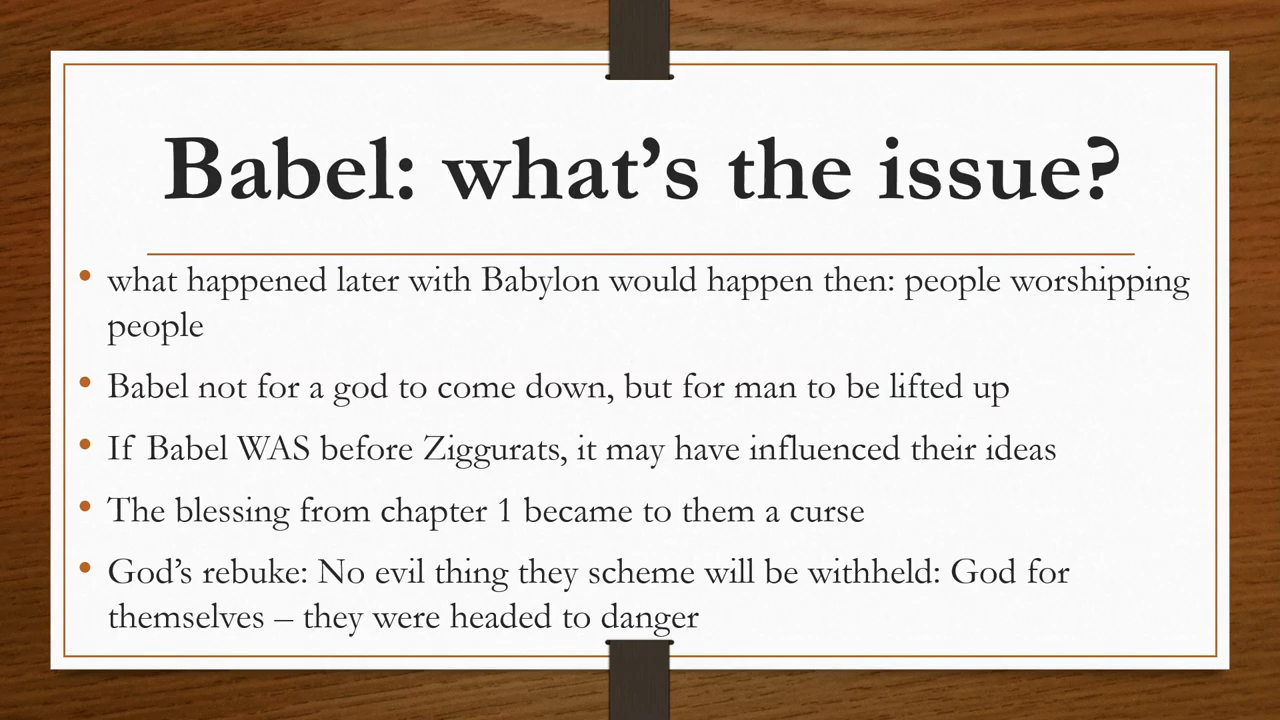 Babel: what’s the issue?
• what happened later with Babylon would happen then: people worshipping
people
• Babel not for a god to come down, but for man to be lifted up
• If Babel WAS before Ziggurats, it may have influenced their ideas
• The blessing from chapter 1 became to them a curse
• God’s rebuke: No evil thing they scheme will be withheld: God for
themselves – they were headed to danger